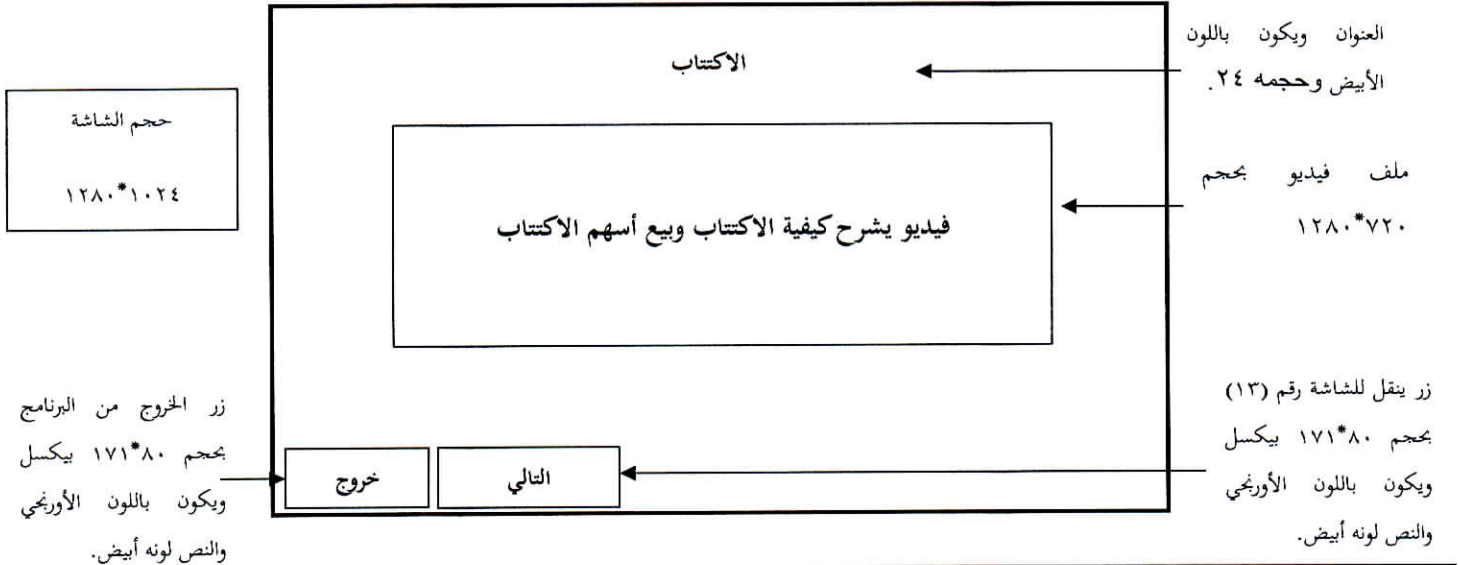 العنوان ويكون باللون
الأبيض وحجمه ٢٤.
الاكتتاب
حجم الشاشة
١٢٨٠*١٠٢٤
ملف فيديو بحجم
١٢٨٠*٧٢٠
فيديو يشرح كيفية الاكتتاب وبيع أسهم الاكتتاب
زر ينقل للشاشة رقم (١٣)
بحجم ٨٠*١٧١ بيكسل
ويكون باللون الأورنجي
والنص لونه أبيض.
التالي
خروج
زر الخروج من البرنامج
بحجم ٨٠*١٧١ بيكسل
ويكون باللون الأورنجي
والنص لونه أبيض.